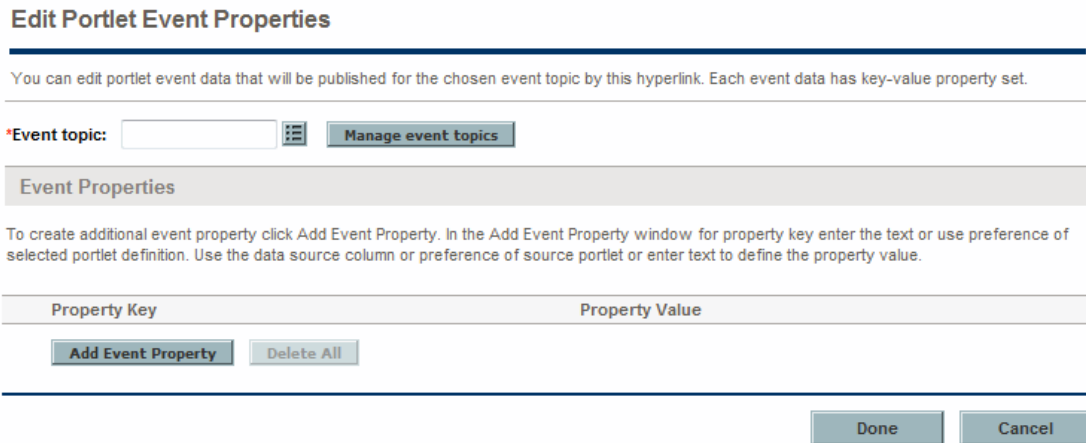 Edit Portlet Event Properties
You can edit portlet event data that will be published for the chosen event topic by this hyperlink. Each event data has key-value property set.
*Event topic: Manage event topics
Event Properties
To create additional event property click Add Event Property. In the Add Event Property window for property key enter the text or use preference of
selected portlet definition. Use the data source column or preference of source portlet or enter text to define the property value.
Property Key Property Value
Add Event Property Delete All
Done Cancel